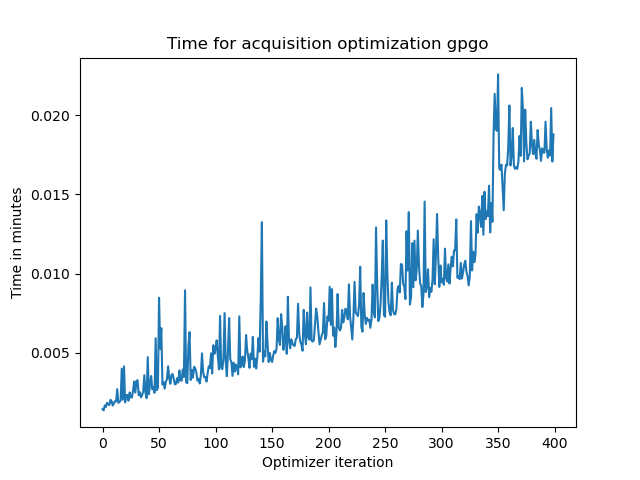 Time for acquisition optimization gpgo
0.020
0.015
0.010
0.005
Time in minutes
0 50 100 150 200 250 300 350 400
Optimizer iteration